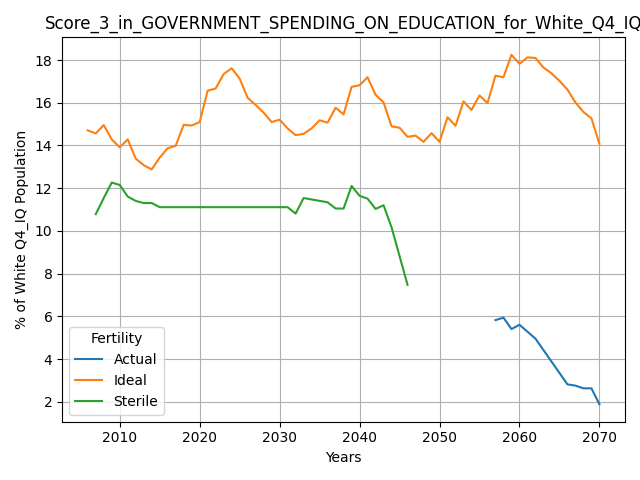 Score_3_in_GOVERNMENT_SPENDING_ON_EDUCATION_for_White_Q4_IQ
% of White Q4_IQ Population
18
16
14
12
10
8
6
4
2
Fertility
Actual
Ideal
Sterile
2010 2020 2030 2040 2050 2060 2070
Years